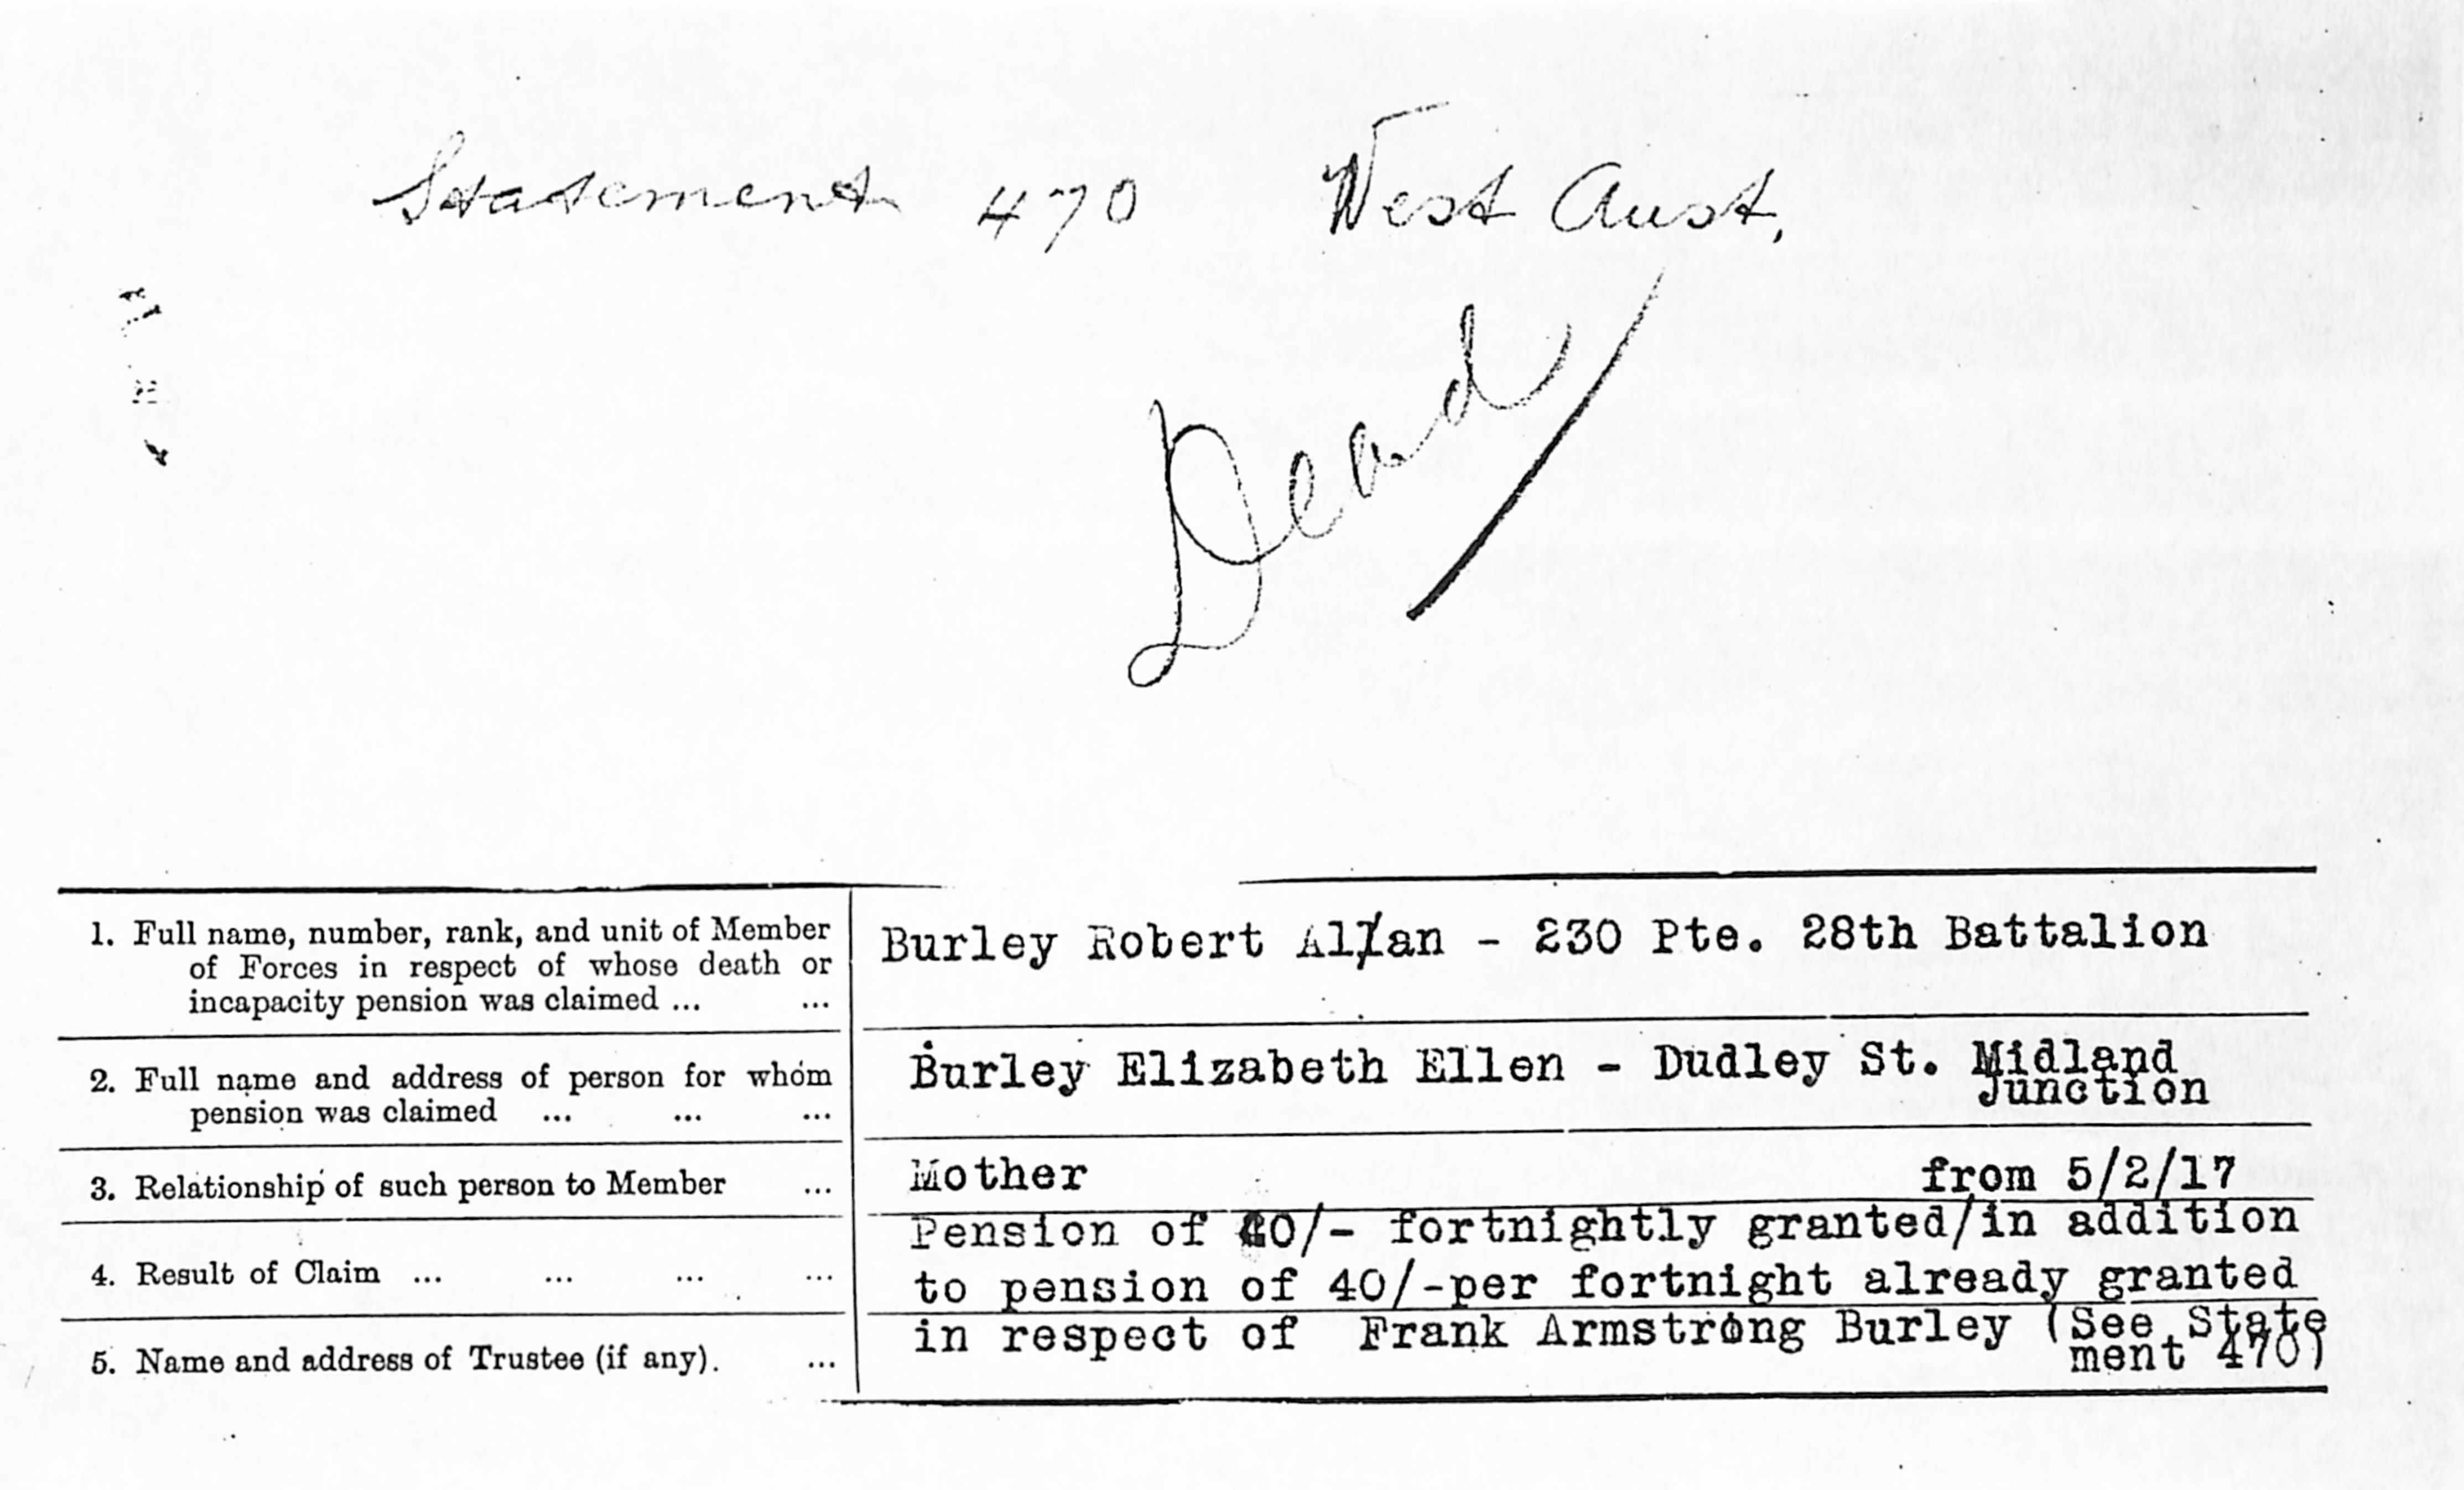 Statement 470 West Aust,
Dead
1. Full name, number, rank, and unit of Member
of Forces in respect of whose death or
incapacity pension was claimed ... ...
Burley Robert Allan - 230 Pte. 28th Battalion
2. Full name and address of person for whom
pension was claimed ... ... ...
Burley Elizabeth Ellen - Dudley St. Midland
Junction
3. Relationship of such person to Member ...
Mother from 5/2/17
4. Result of Claim ... ... ... ...
Pension of fortnightly granted/in addition
to pension of 40/-per fortnight already granted
in respect of Frank Armstrong Burley (See State
ment 470)
5. Name and address of Trustee (if any). ...